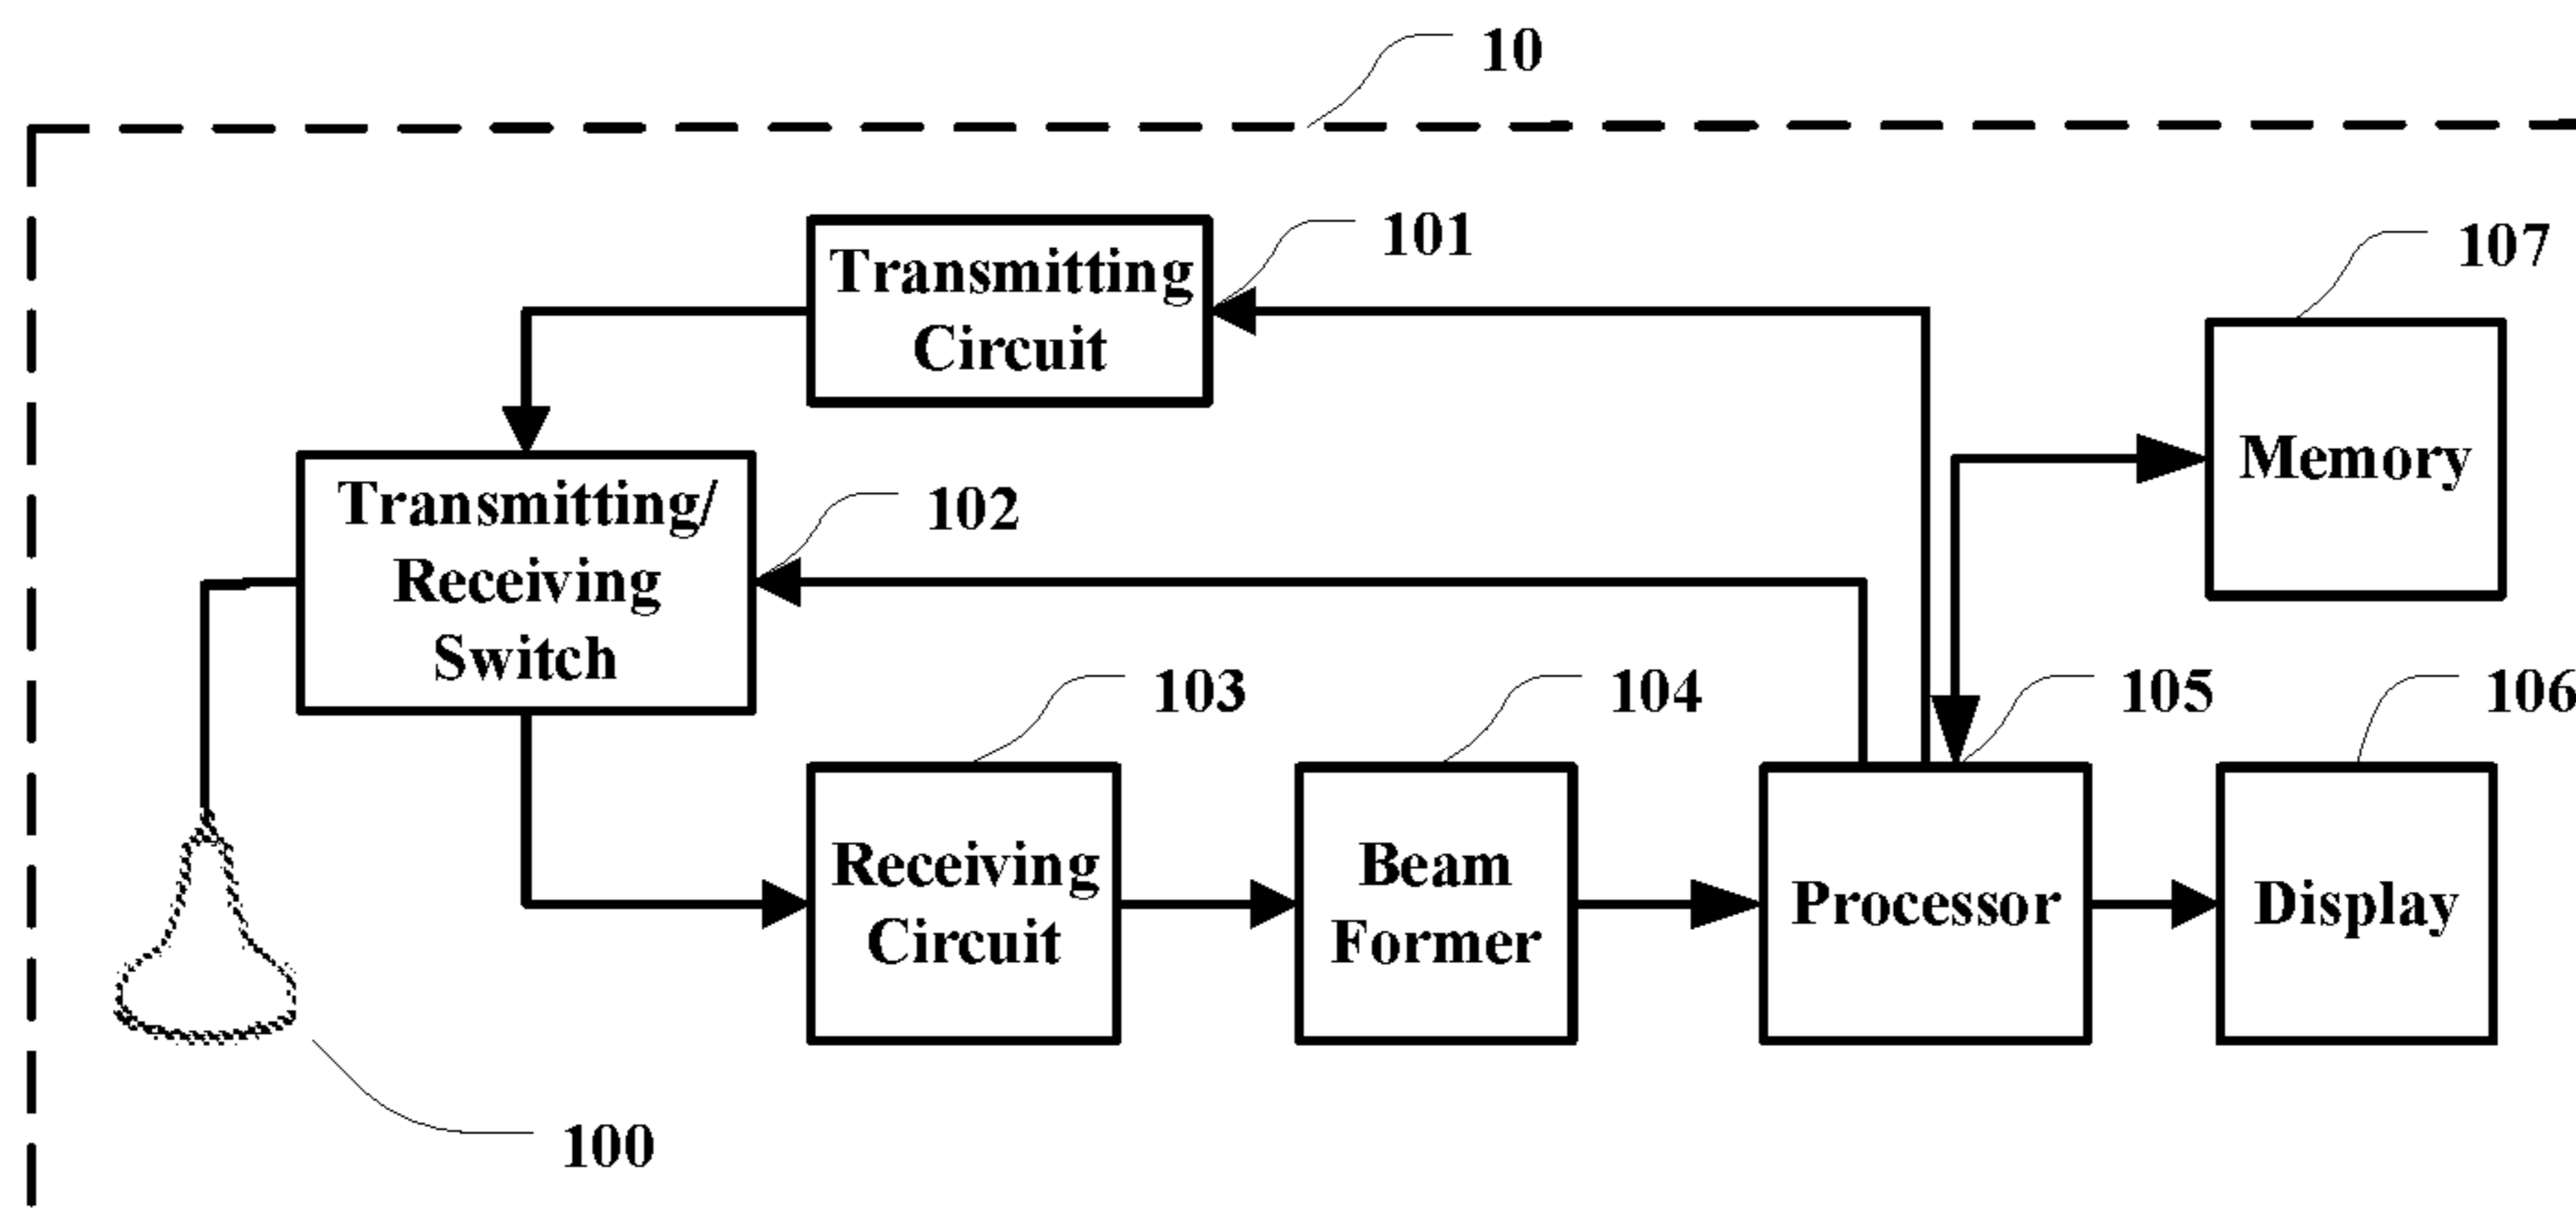 10
101
Transmitting
Circuit
107
Memory
Transmitting/
Receiving
Switch
102
103
104
105
106
Receiving
Circuit
Beam
Former
Processor
Display
100